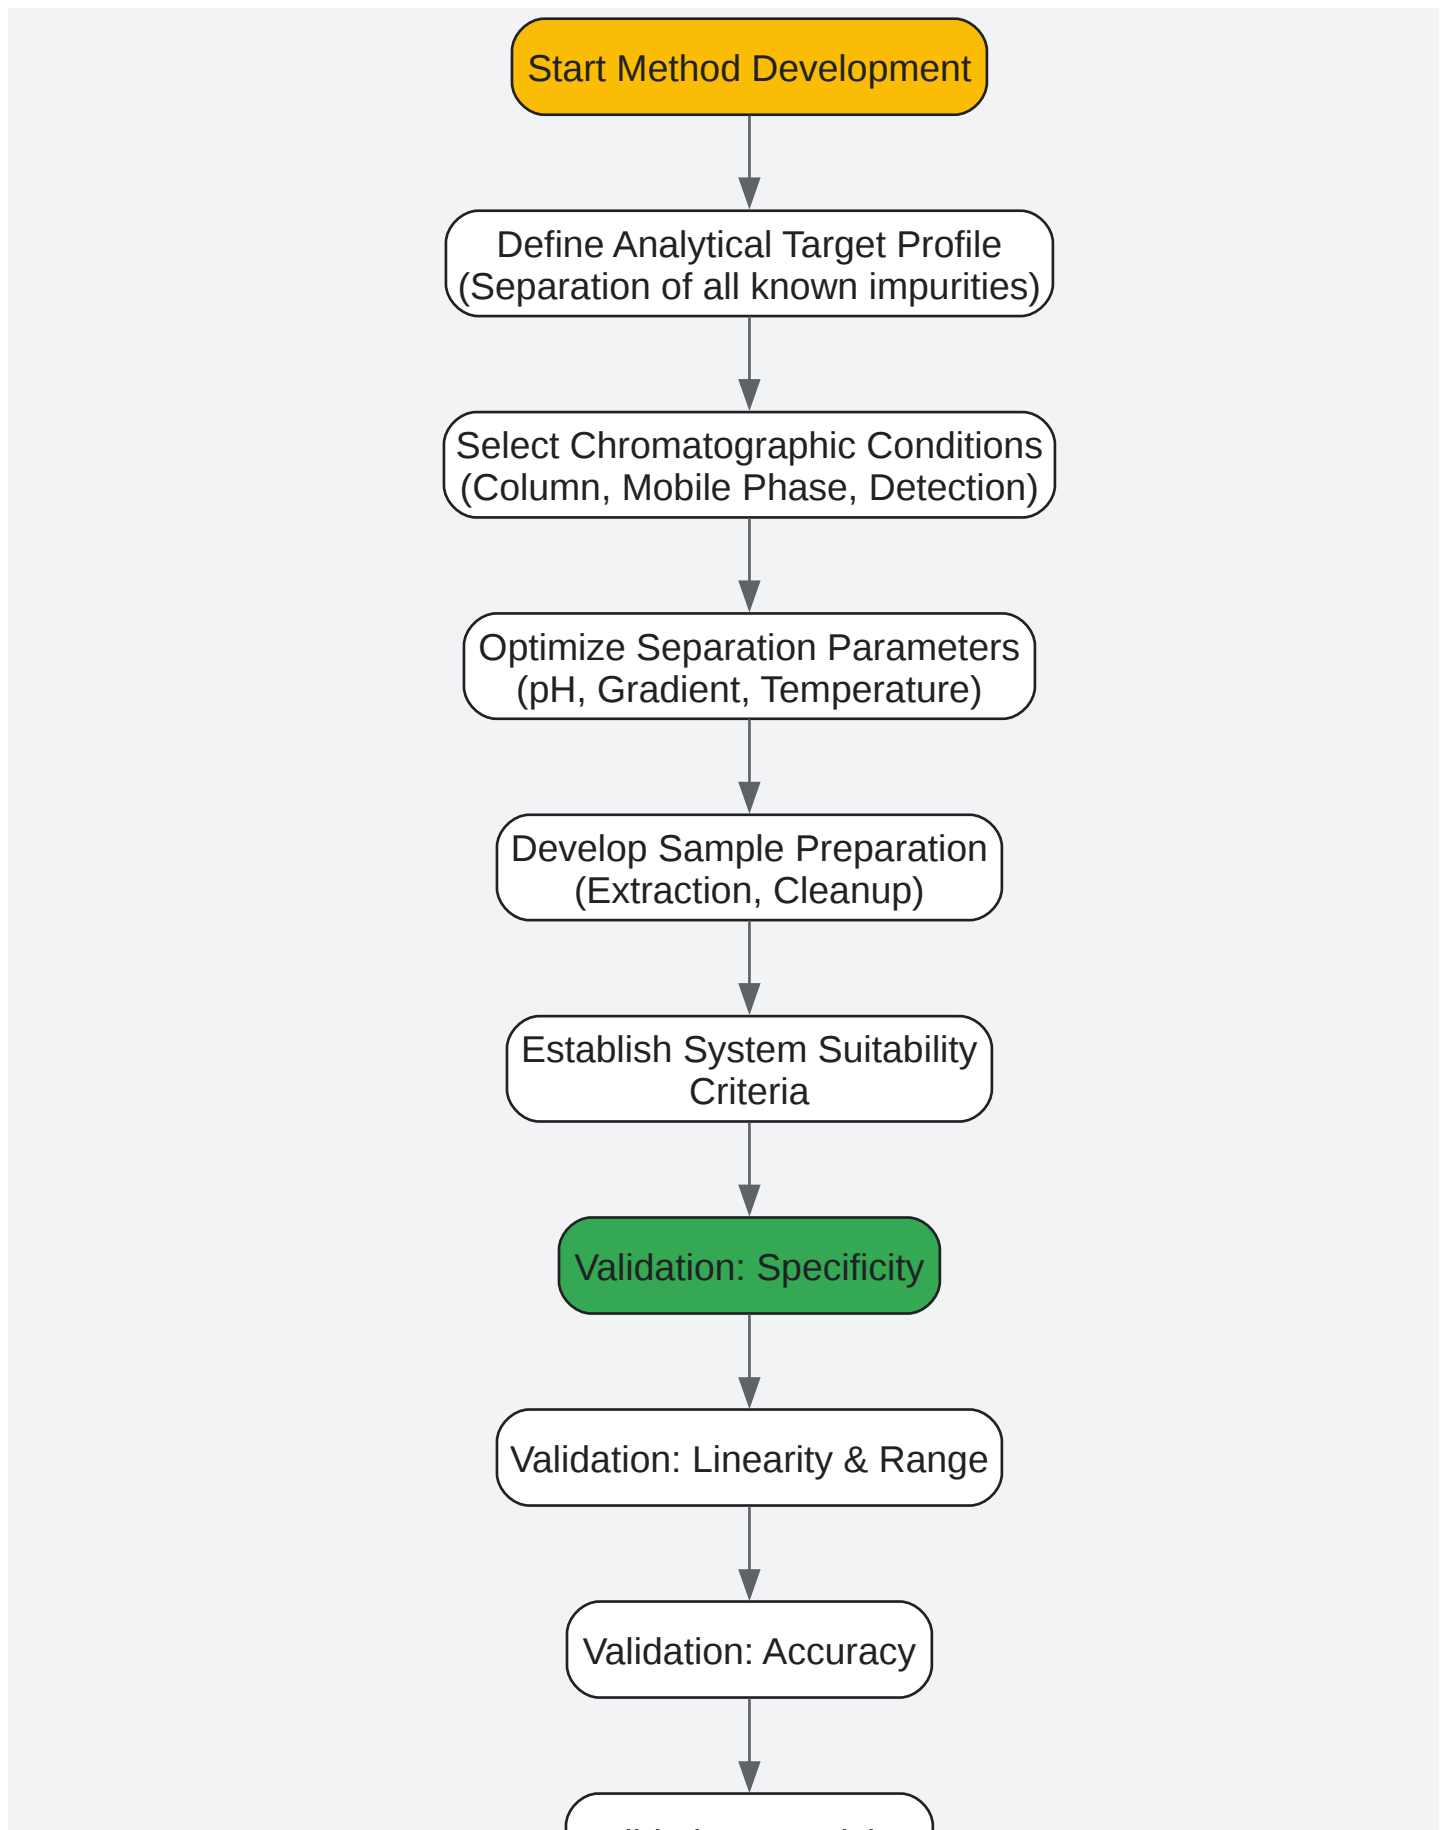 Start Method Development
Define Analytical Target Profile
(Separation of all known impurities)
Select Chromatographic Conditions
(Column, Mobile Phase, Detection)
Optimize Separation Parameters
(pH, Gradient, Temperature)
Develop Sample Preparation
(Extraction, Cleanup)
Establish System Suitability
Criteria
Validation: Specificity
Validation: Linearity & Range
Validation: Accuracy